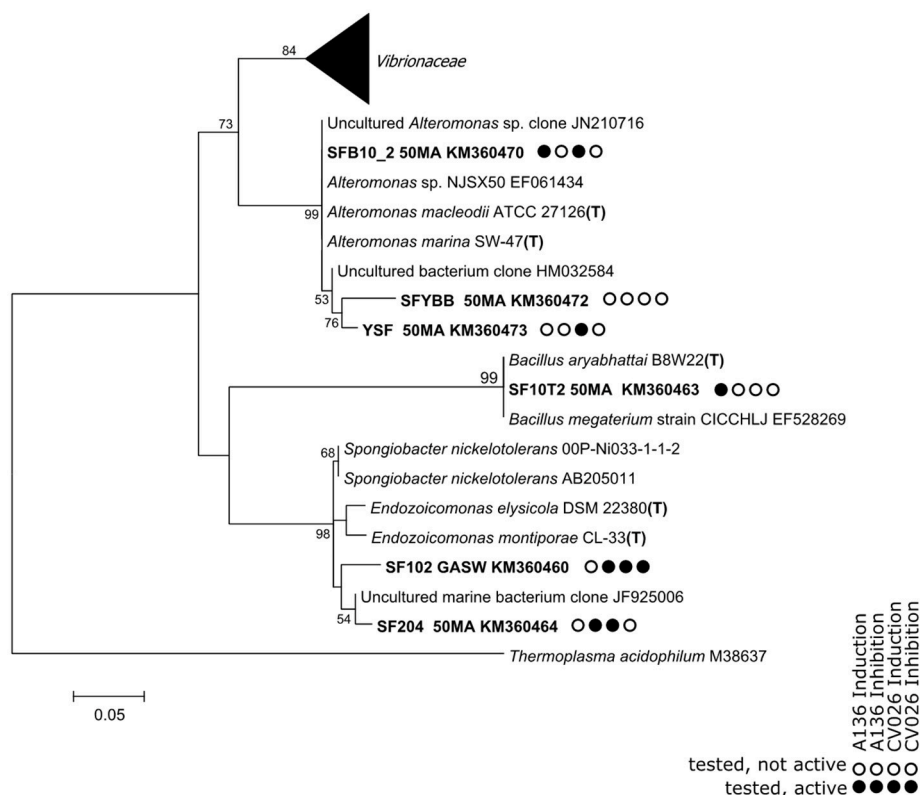 84
Vibrionaceae
73
Uncultured Alteromonas sp. clone JN210716
SFB10_2 50MA KM360470
Alteromonas sp. NJSX50 EF061434
99
Alteromonas macleodii ATCC 27126(T)
Alteromonas marina SW-47(T)
Uncultured bacterium clone HM032584
53
SFYBB 50MA KM360472
76
YSF 50MA KM360473
Bacillus aryabhattai B8W22(T)
99
SF10T2 50MA KM360463
Bacillus megaterium strain CICCHLJ EF528269
68
Spongiobacter nickelotolerans 00P-Ni033-1-1-2
Spongiobacter nickelotolerans AB205011
Endozoicomonas elysicola DSM 22380(T)
98
Endozoicomonas montiporae CL-33(T)
SF102 GASW KM360460
Uncultured marine bacterium clone JF925006
54
SF204 50MA KM360464
Thermoplasma acidophilum M38637
0.05
A136 Induction
A136 Inhibition
CV026 Induction
CV026 Inhibition
tested, not active
tested, active